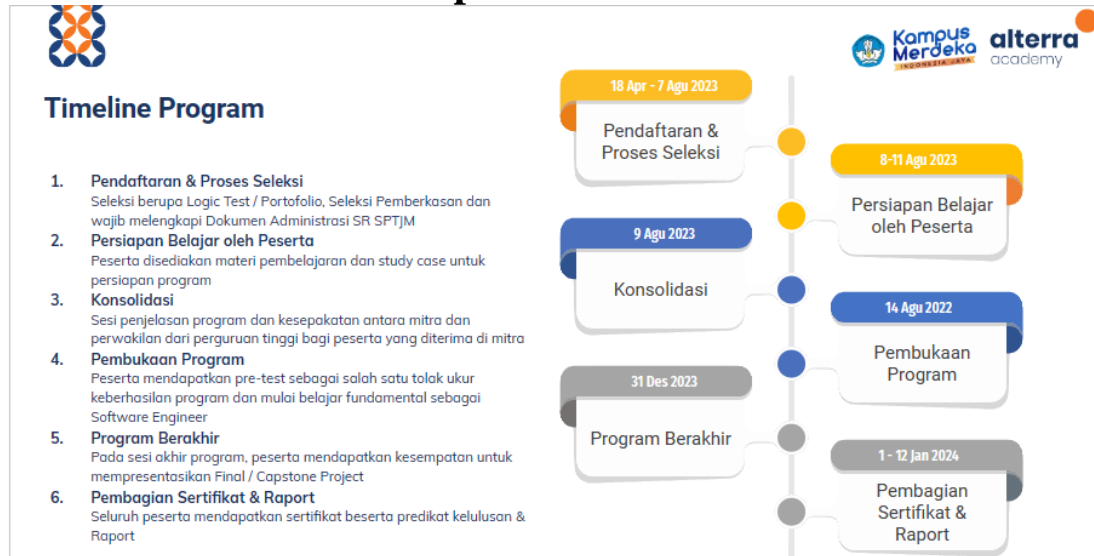 Kampus
Merdeka
INDONESIA JAYA
alterra
academy
Timeline Program
1. Pendaftaran & Proses Seleksi
Seleksi berupa Logic Test / Portofolio, Seleksi Pemberkasan dan
wajib melengkapi Dokumen Administrasi SR SPTJM
2. Persiapan Belajar oleh Peserta
Peserta disediakan materi pembelajaran dan study case untuk
persiapan program
3. Konsolidasi
Sesi penjelasan program dan kesepakatan antara mitra dan
perwakilan dari perguruan tinggi bagi peserta yang diterima di mitra
4. Pembukaan Program
Peserta mendapatkan pre-test sebagai salah satu tolak ukur
keberhasilan program dan mulai belajar fundamental sebagai
Software Engineer
5. Program Berakhir
Pada sesi akhir program, peserta mendapatkan kesempatan untuk
mempresentasikan Final / Capstone Project
6. Pembagian Sertifikat & Raport
Seluruh peserta mendapatkan sertifikat beserta predikat kelulusan &
Raport
18 Apr - 7 Agu 2023
Pendaftaran &
Proses Seleksi
8-11 Agu 2023
Persiapan Belajar
oleh Peserta
9 Agu 2023
Konsolidasi
14 Agu 2022
Pembukaan
Program
31 Des 2023
Program Berakhir
1 - 12 Jan 2024
Pembagian
Sertifikat &
Raport